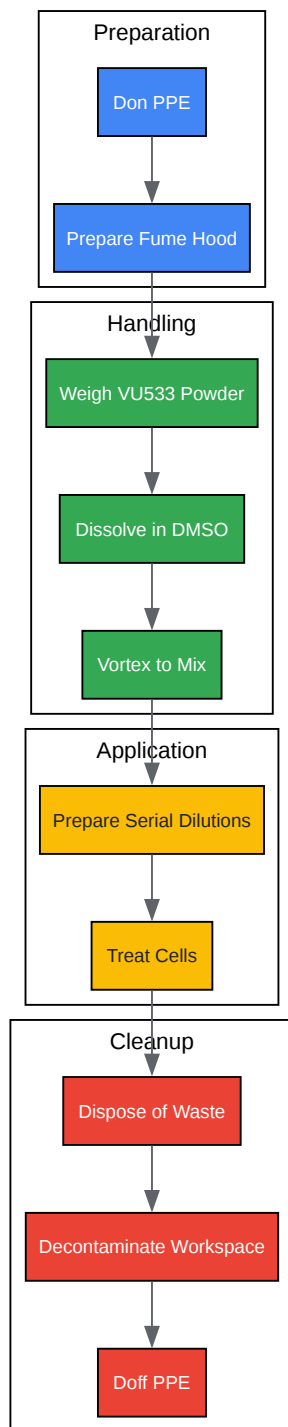 Preparation
Don PPE
Prepare Fume Hood
Handling
Weigh VU533 Powder
Dissolve in DMSO
Vortex to Mix
Application
Prepare Serial Dilutions
Treat Cells
Cleanup
Dispose of Waste
Decontaminate Workspace
Doff PPE